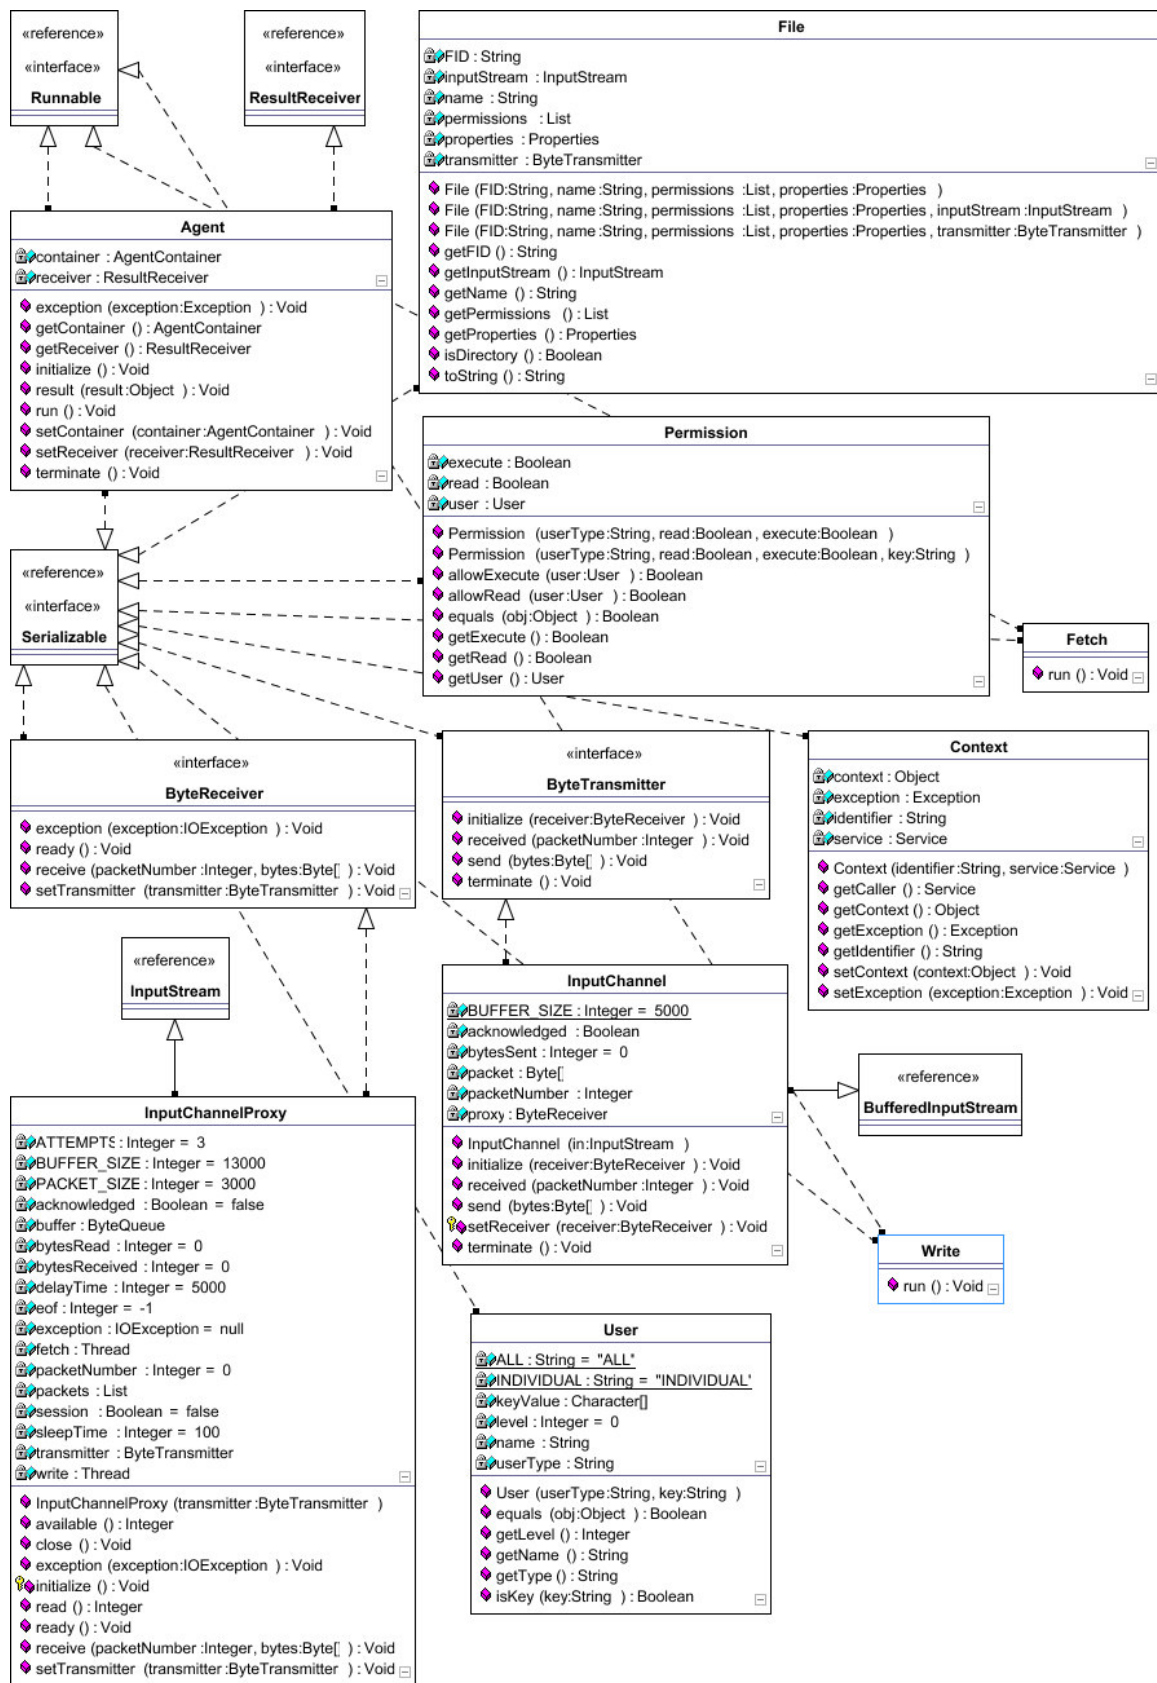 «reference»
«interface»
Runnable
«reference»
«interface»
ResultReceiver
File
FID : String
inputStream : InputStream
name : String
permissions : List
properties : Properties
transmitter : ByteTransmitter
File (FID:String, name:String, permissions :List, properties:Properties )
File (FID:String, name:String, permissions :List, properties:Properties, inputStream:InputStream )
File (FID:String, name:String, permissions :List, properties:Properties, transmitter:ByteTransmitter )
getFID () : String
getInputStream () : InputStream
getName () : String
getPermissions () : List
getProperties () : Properties
isDirectory () : Boolean
toString () : String
Agent
container : AgentContainer
receiver : ResultReceiver
exception (exception:Exception ) : Void
getContainer () : AgentContainer
getReceiver () : ResultReceiver
initialize () : Void
result (result:Object ) : Void
run () : Void
setContainer (container:AgentContainer ) : Void
setReceiver (receiver:ResultReceiver ) : Void
terminate () : Void
Permission
execute : Boolean
read : Boolean
user : User
Permission (userType:String, read:Boolean, execute:Boolean )
Permission (userType:String, read:Boolean, execute:Boolean, key:String )
allowExecute (user:User ) : Boolean
allowRead (user:User ) : Boolean
equals (obj:Object ) : Boolean
getExecute () : Boolean
getRead () : Boolean
getUser () : User
«reference»
«interface»
Serializable
Fetch
run () : Void
«interface»
ByteReceiver
exception (exception:IOException ) : Void
ready () : Void
receive (packetNumber :Integer, bytes:Byte[] ) : Void
setTransmitter (transmitter:ByteTransmitter ) : Void
«interface»
ByteTransmitter
initialize (receiver:ByteReceiver ) : Void
received (packetNumber :Integer ) : Void
send (bytes:Byte[] ) : Void
terminate () : Void
Context
context : Object
exception : Exception
identifier : String
service : Service
Context (identifier:String, service:Service )
getCaller () : Service
getContext () : Object
getException () : Exception
getIdentifier () : String
setContext (context:Object ) : Void
setException (exception:Exception ) : Void
«reference»
InputStream
InputChannel
BUFFER_SIZE : Integer = 5000
acknowledged : Boolean
bytesSent : Integer = 0
packet : Byte[]
packetNumber : Integer
proxy : ByteReceiver
InputChannel (in:InputStream )
initialize (receiver:ByteReceiver ) : Void
received (packetNumber :Integer ) : Void
send (bytes:Byte[] ) : Void
setReceiver (receiver:ByteReceiver ) : Void
terminate () : Void
«reference»
BufferedInputStream
InputChannelProxy
ATTEMPTS : Integer = 3
BUFFER_SIZE : Integer = 13000
PACKET_SIZE : Integer = 3000
acknowledged : Boolean = false
buffer : ByteQueue
bytesRead : Integer = 0
bytesReceived : Integer = 0
delayTime : Integer = 5000
eof : Integer = -1
exception : IOException = null
fetch : Thread
packetNumber : Integer = 0
packets : List
session : Boolean = false
sleepTime : Integer = 100
transmitter : ByteTransmitter
write : Thread
InputChannelProxy (transmitter:ByteTransmitter )
available () : Integer
close () : Void
exception (exception:IOException ) : Void
initialize () : Void
read () : Integer
ready () : Void
receive (packetNumber :Integer, bytes:Byte[] ) : Void
setTransmitter (transmitter:ByteTransmitter ) : Void
Write
run () : Void
User
ALL : String = "ALL"
INDIVIDUAL : String = "INDIVIDUAL'
keyValue : Character[]
level : Integer = 0
name : String
userType : String
User (userType:String, key:String )
equals (obj:Object ) : Boolean
getLevel () : Integer
getName () : String
getType () : String
isKey (key:String ) : Boolean